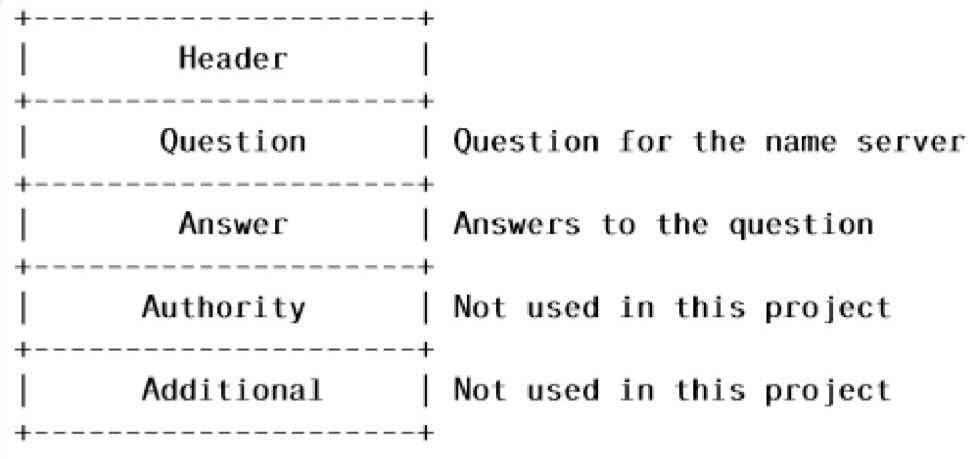 +---------------------+
|        Header       |
+---------------------+
|       Question      | Question for the name server
+---------------------+
|        Answer       | Answers to the question
+---------------------+
|      Authority      | Not used in this project
+---------------------+
|      Additional     | Not used in this project
+---------------------+